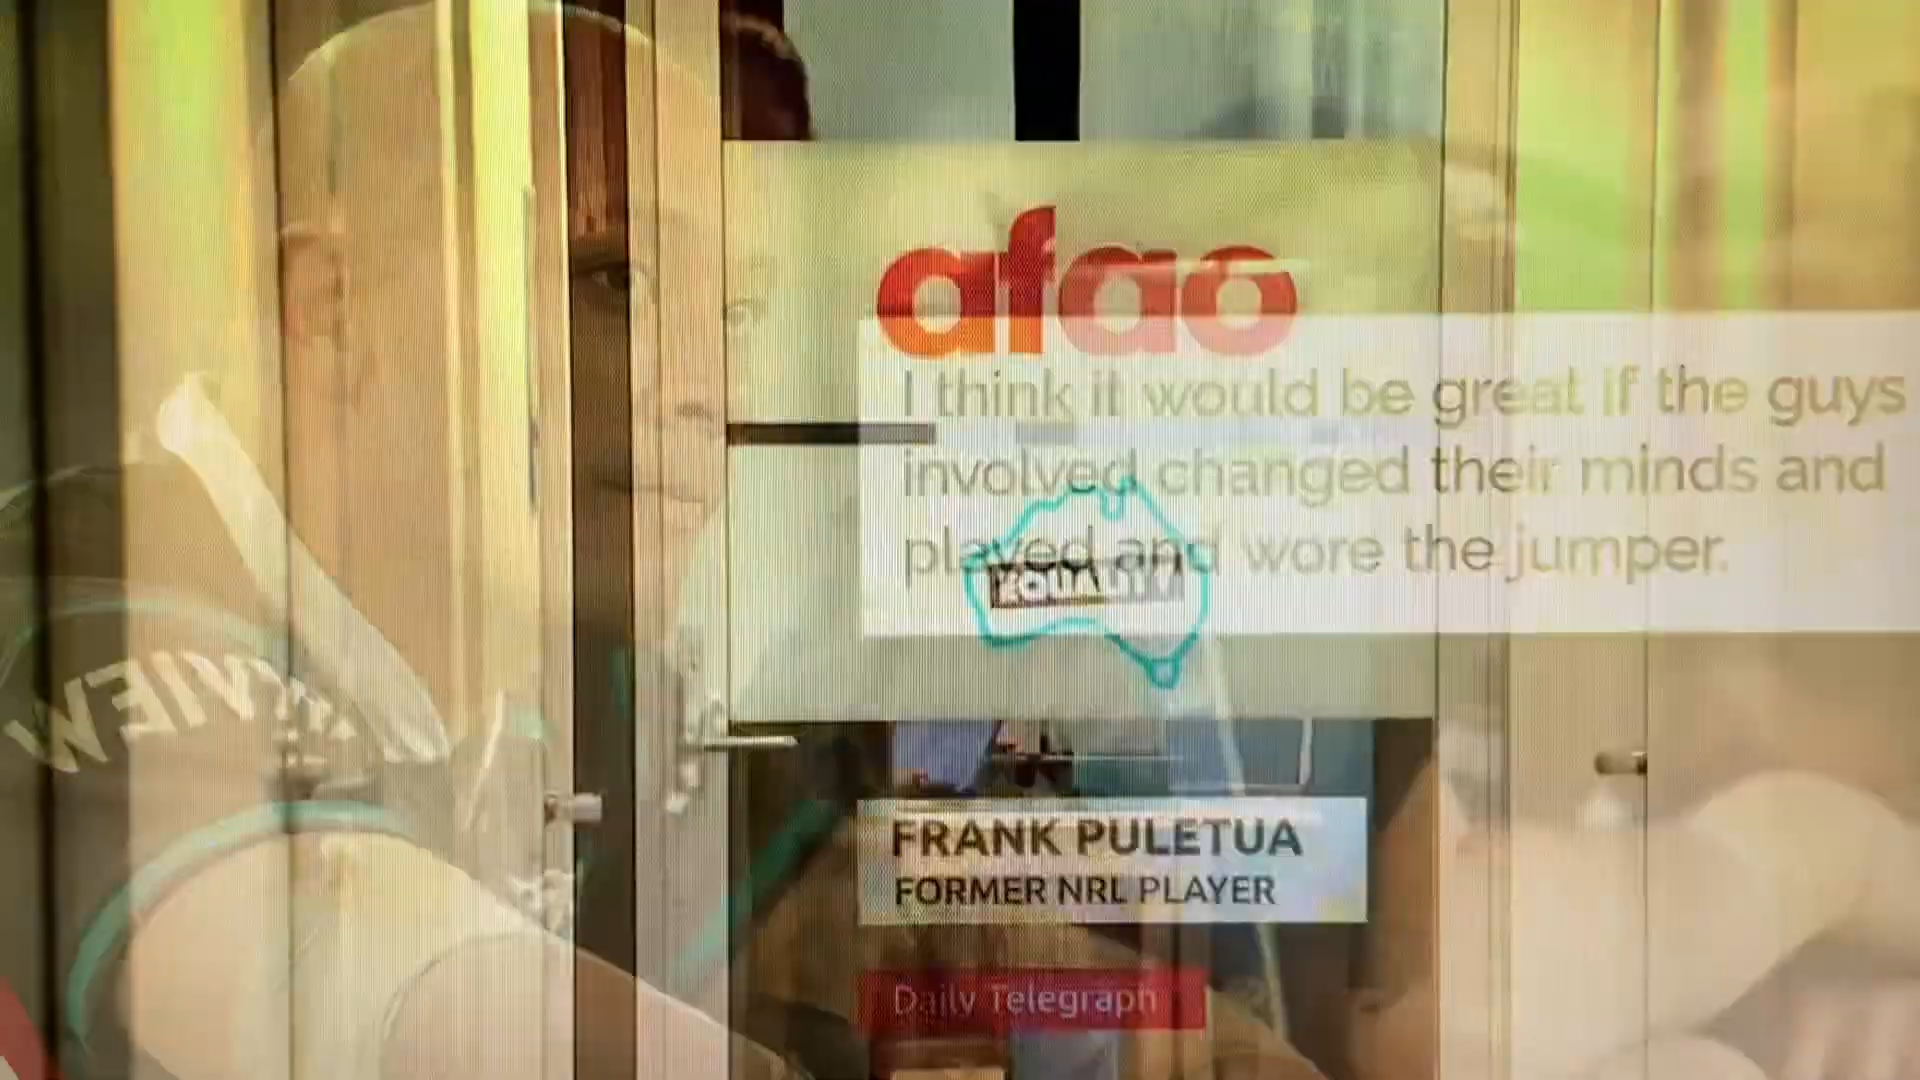 afao
I think it would be great if the guys
involved changed their minds and
played and wore the jumper.
EQUALITY
VIEW
FRANK PULETUA
FORMER NRL PLAYER
Daily Telegraph